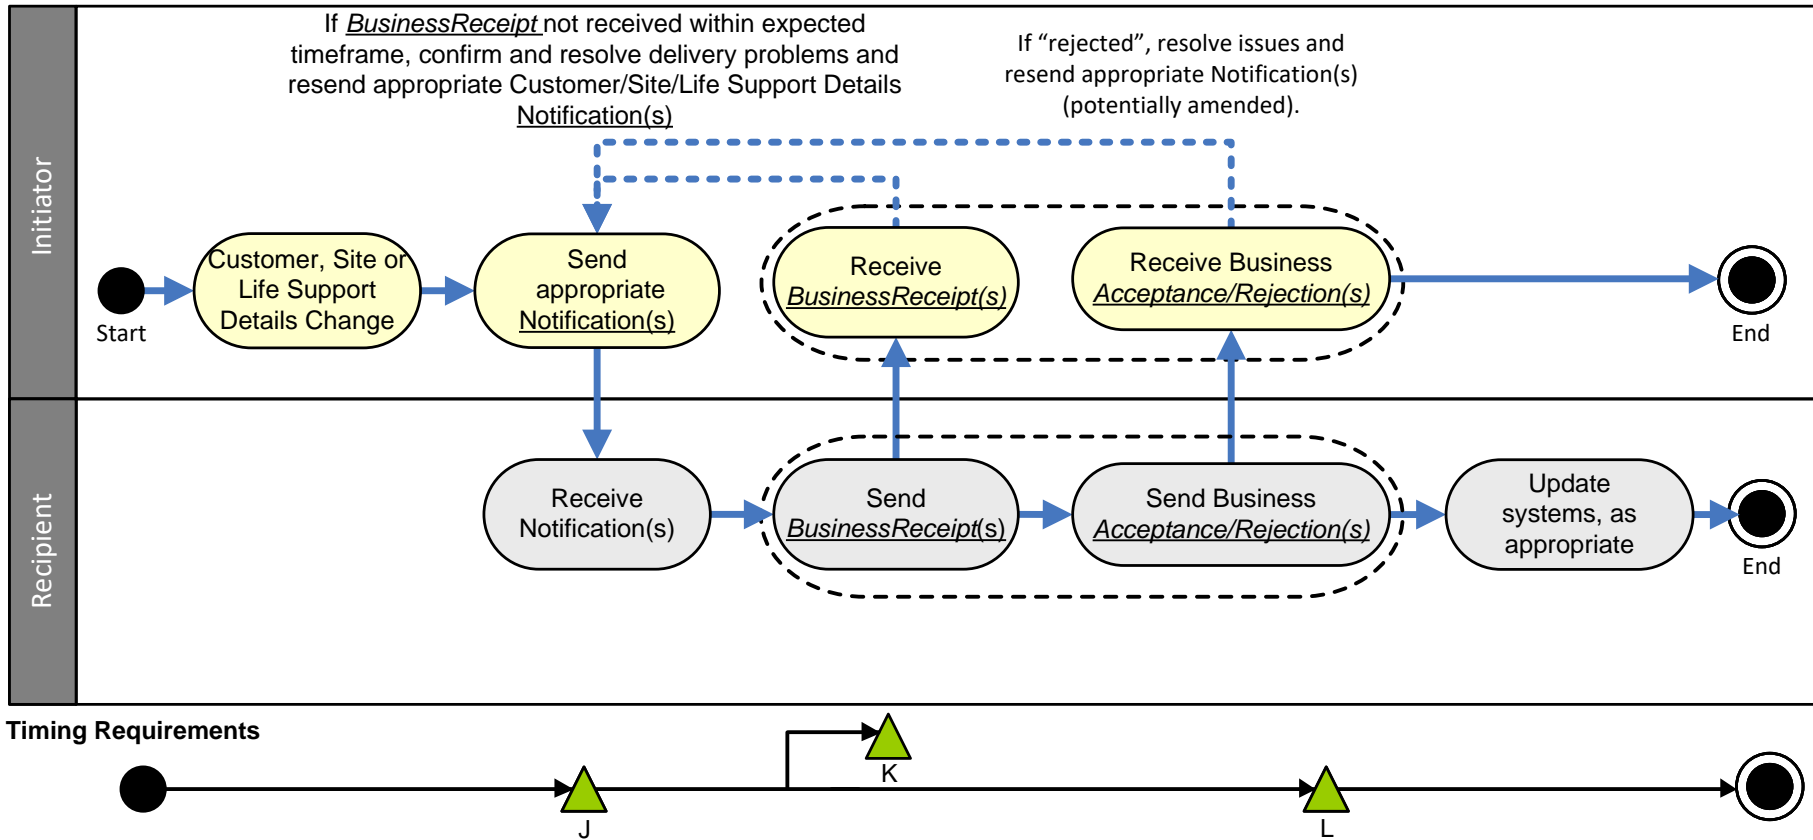 If BusinessReceipt not received within expected
timeframe, confirm and resolve delivery problems and
resend appropriate Customer/Site/Life Support Details
Notification(s)
If “rejected”, resolve issues and
resend appropriate Notification(s)
(potentially amended).
Initiator
Start
Customer, Site or
Life Support
Details Change
Send
appropriate
Notification(s)
Receive
BusinessReceipt(s)
Receive Business
Acceptance/Rejection(s)
End
Recipient
Receive
Notification(s)
Send
BusinessReceipt(s)
Send Business
Acceptance/Rejection(s)
Update
systems, as
appropriate
End
Timing Requirements
J
K
L